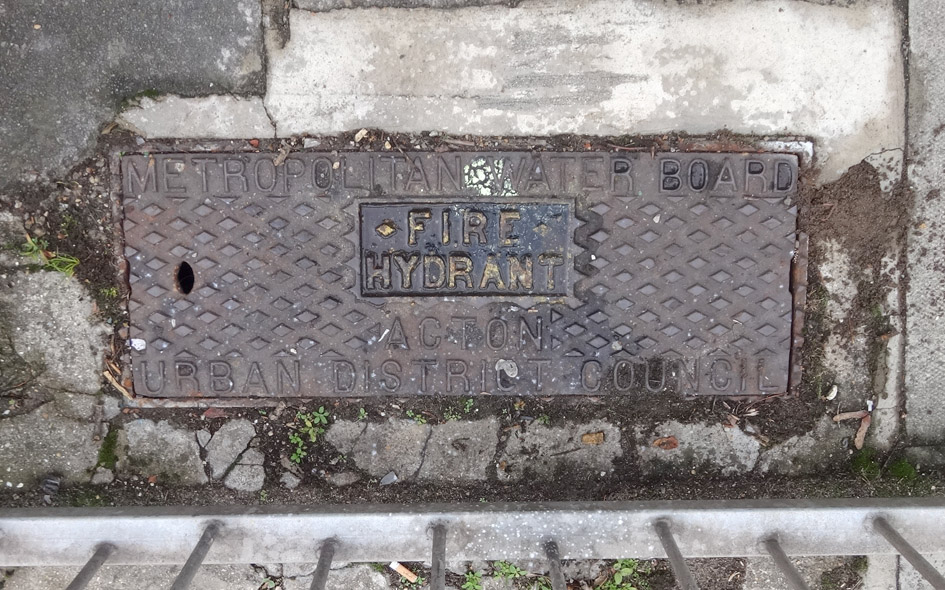 METROPOLITAN WATER BOARD
FIRE
HYDRANT
ACTON
URBAN DISTRICT COUNCIL